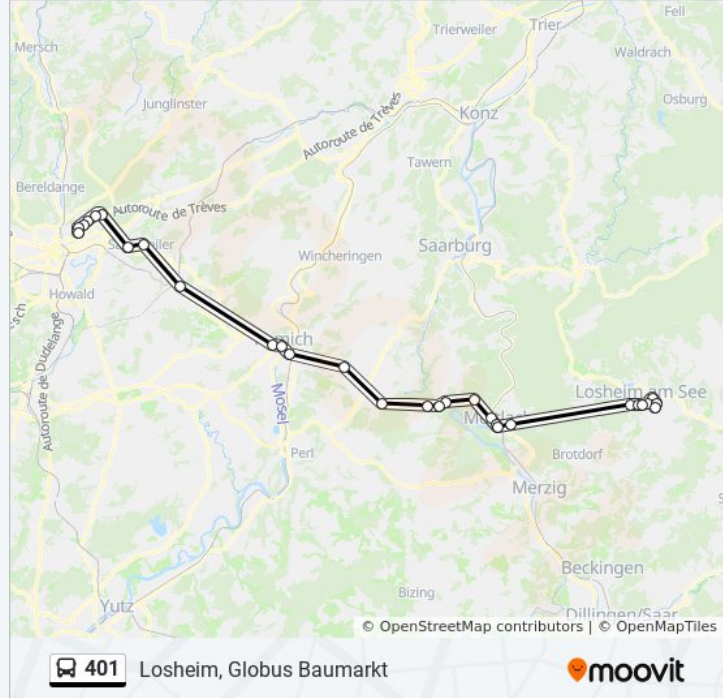 Fell
Mersch
Trierweiler
Trier
Waldrach
Junglinster
Osburg
Konz
Autoroute de Trèves
Tawern
Bereldange
Autoroute de Trèves
Saarburg
Wincheringen
Howald
esch
Autoroute de Dudelange
mich
Mosel
Losheim am See
Brotdorf
Perl
Merzig
Beckingen
Bizing
Yutz
Dillingen/Saar
© OpenStreetMap contributors | © OpenMapTiles
401 Losheim, Globus Baumarkt
moovit